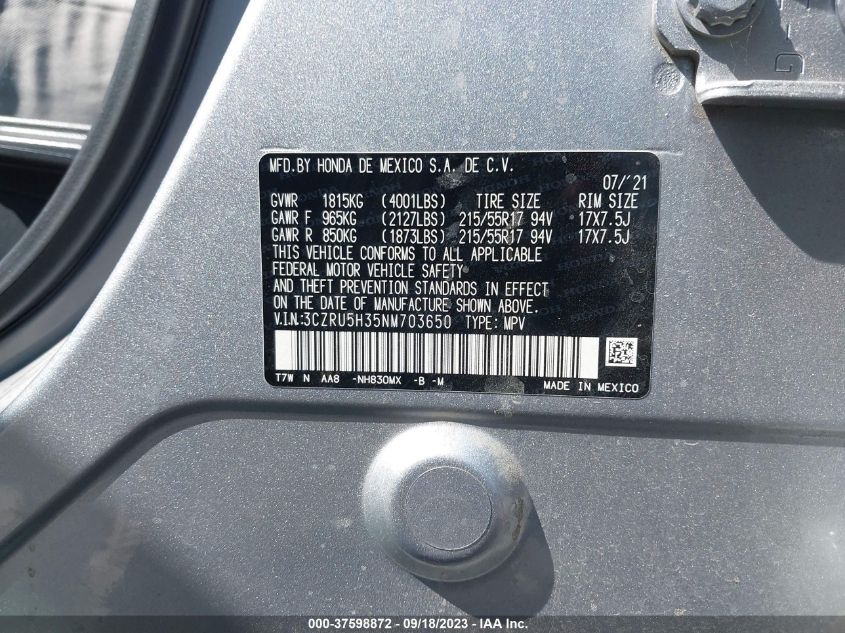 MFD.BY HONDA DE MEXICO S.A. DE C.V.
07/'21
GVWR 1815KG (4001LBS) TIRE SIZE RIM SIZE
GAWR F 965KG (2127LBS) 215/55R17 94V 17X7.5J
GAWR R 850KG (1873LBS) 215/55R17 94V 17X7.5J
THIS VEHICLE CONFORMS TO ALL APPLICABLE
FEDERAL MOTOR VEHICLE SAFETY
AND THEFT PREVENTION STANDARDS IN EFFECT
ON THE DATE OF MANUFACTURE SHOWN ABOVE.
V.I.N:3CZRU5H35NM703650 TYPE: MPV
T7W N AA8 -NH830MX -B -M
MADE IN MEXICO
000-37598872 - 09/18/2023 - IAA Inc.